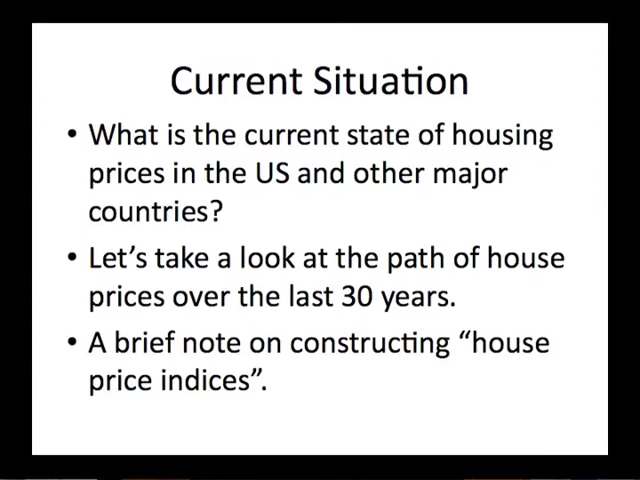 Current Situation
• What is the current state of housing
prices in the US and other major
countries?
• Let's take a look at the path of house
prices over the last 30 years.
• A brief note on constructing “house
price indices”.